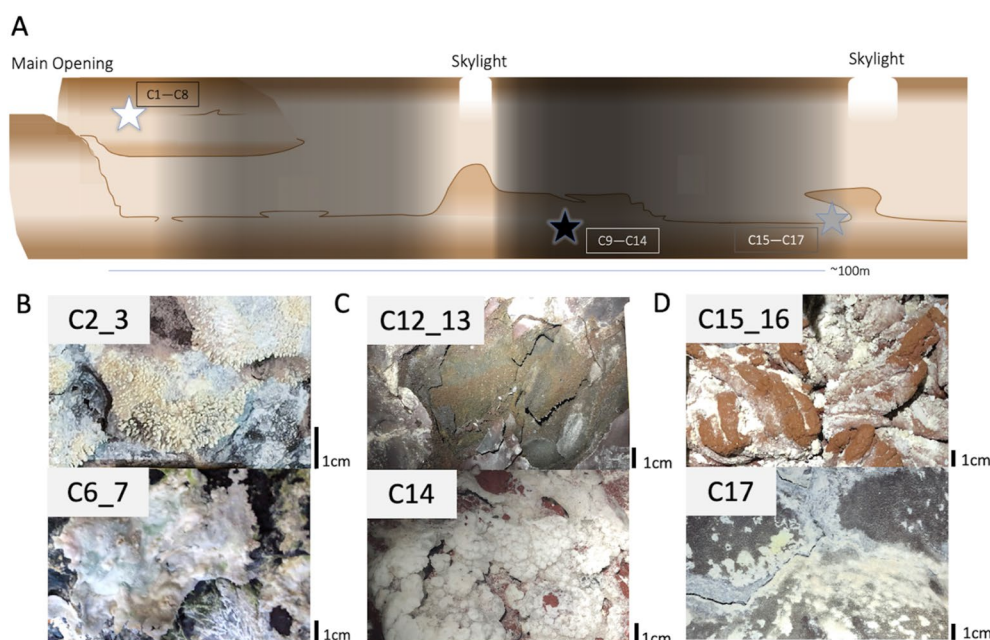 A
Main Opening
Skylight
Skylight
C1—C8
C9—C14
C15—C17
~100m
B
C
D
C2_3
C12_13
C15_16
1cm
1cm
1cm
C6_7
C14
C17
1cm
1cm
1cm